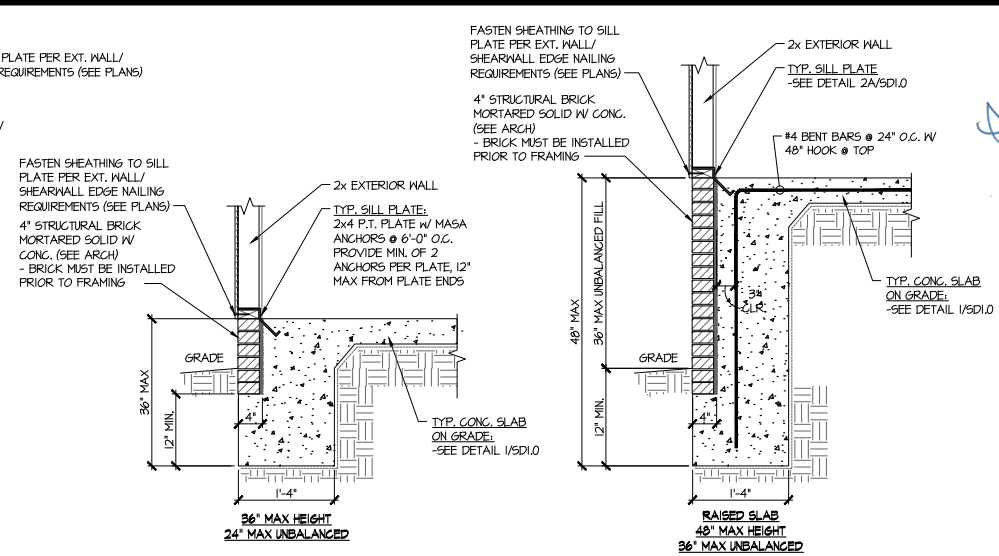 PLATE PER EXT. WALL/
REQUIREMENTS (SEE PLANS)
FASTEN SHEATHING TO SILL
PLATE PER EXT. WALL/
SHEARWALL EDGE NAILING
REQUIREMENTS (SEE PLANS)
4" STRUCTURAL BRICK
MORTARED SOLID W/
CONC. (SEE ARCH)
- BRICK MUST BE INSTALLED
PRIOR TO FRAMING
2x EXTERIOR WALL
TYP. SILL PLATE:
2x4 P.T. PLATE w/ MASA
ANCHORS @ 6'-0" O.C.
PROVIDE MIN. OF 2
ANCHORS PER PLATE, 12"
MAX FROM PLATE ENDS
GRADE
36" MAX
12" MIN.
4"
TYP. CONC. SLAB
ON GRADE:
-SEE DETAIL 1/SD1.0
1'-4"
36" MAX HEIGHT
24" MAX UNBALANCED
FASTEN SHEATHING TO SILL
PLATE PER EXT. WALL/
SHEARWALL EDGE NAILING
REQUIREMENTS (SEE PLANS)
4" STRUCTURAL BRICK
MORTARED SOLID W/ CONC.
(SEE ARCH)
- BRICK MUST BE INSTALLED
PRIOR TO FRAMING
2x EXTERIOR WALL
TYP. SILL PLATE
-SEE DETAIL 2A/SD1.0
#4 BENT BARS @ 24" O.C. W/
48" HOOK @ TOP
48" MAX
36" MAX UNBALANCED FILL
12" MIN.
GRADE
3"
CLR.
4"
TYP. CONC. SLAB
ON GRADE:
-SEE DETAIL 1/SD1.0
1'-4"
RAISED SLAB
48" MAX HEIGHT
36" MAX UNBALANCED